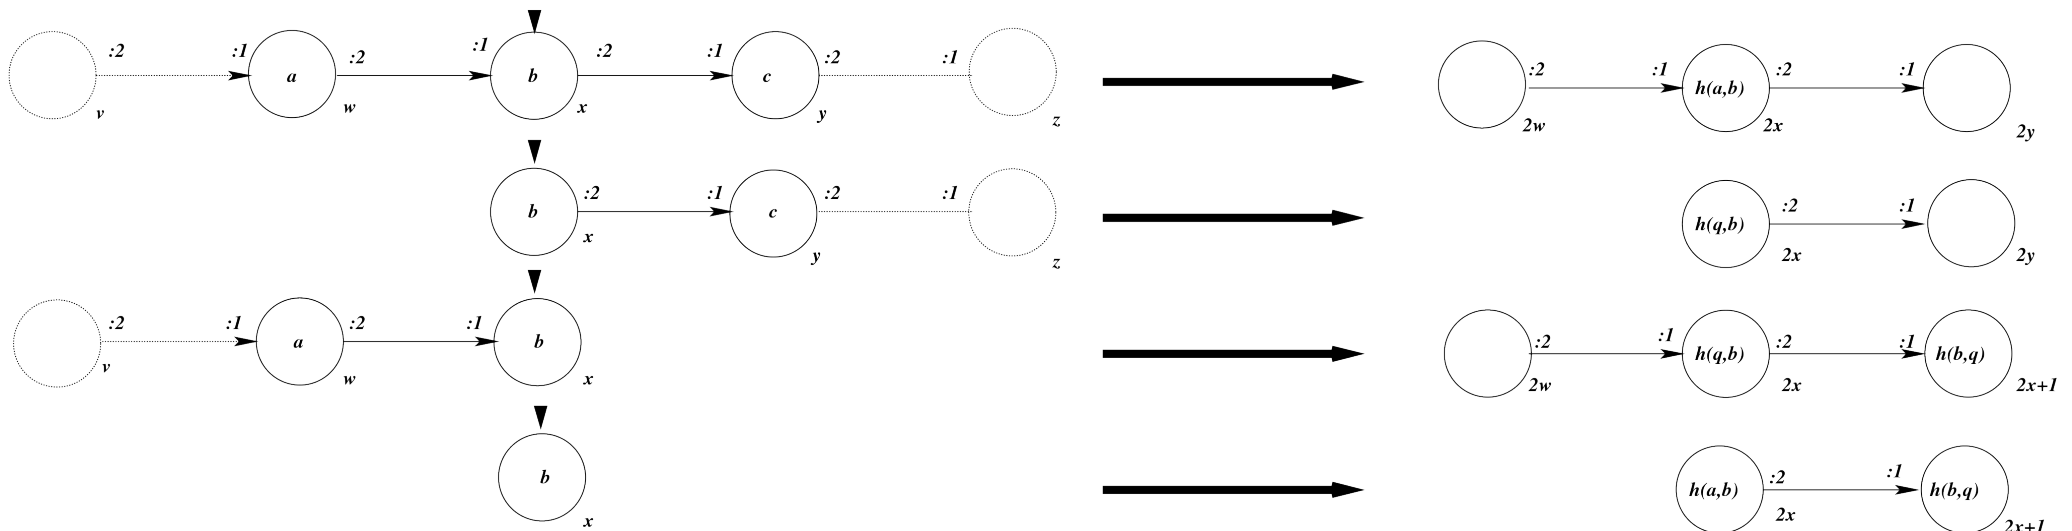 :2 :1 a :2 :1 b :2 :1 c :2 :1 :2 :1 h(a,b) :2 :1
v w x y z 2w 2x 2y
b :2 :1 c :2 :1 h(q,b) :2 :1
x y z 2x 2y
:2 :1 a :2 :1 b :2 :1 h(q,b) :2 :1 h(b,q)
v w x 2w 2x 2x+1
b h(a,b) :2 :1 h(b,q)
x 2x 2x+1